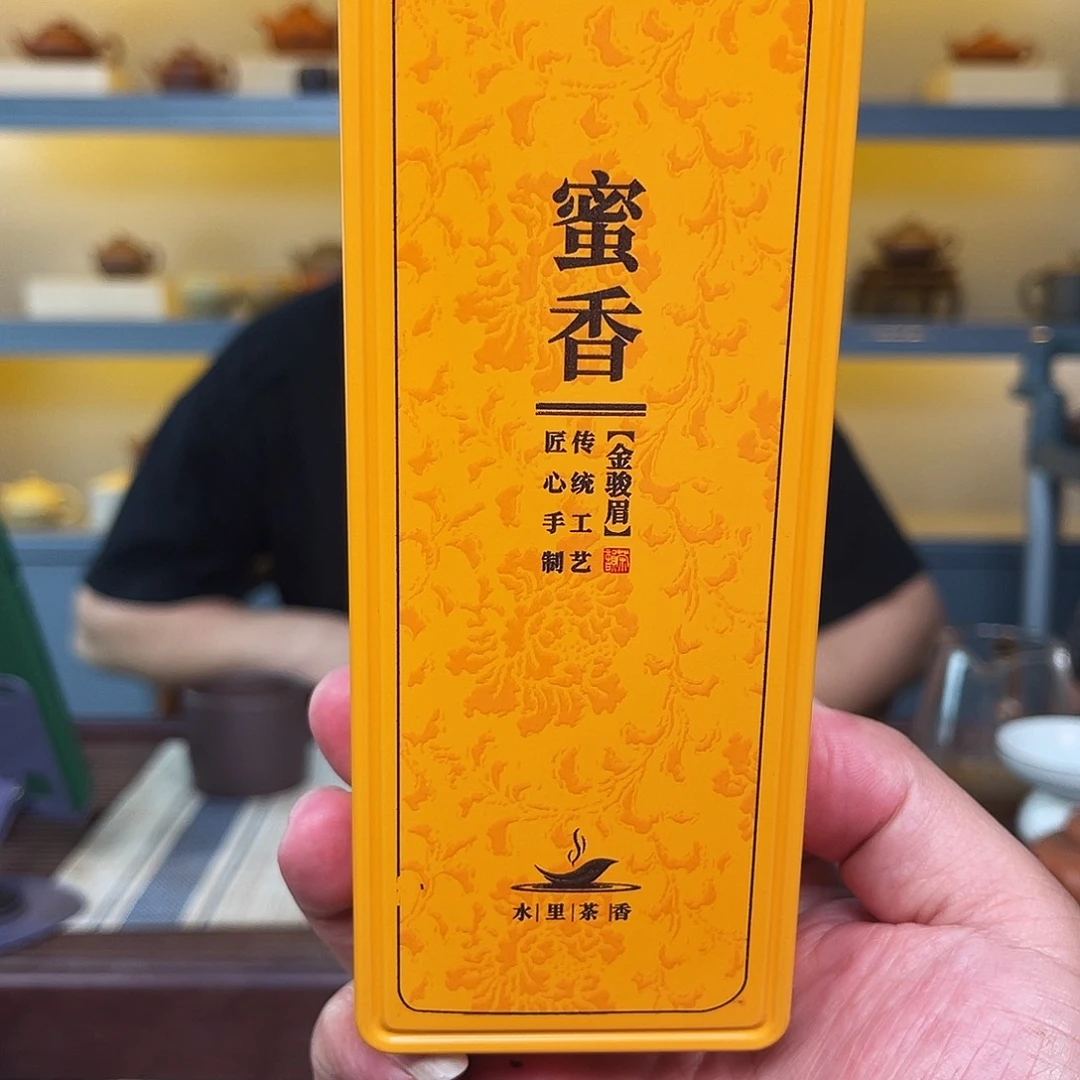 蜜香
【金骏眉】
传统工艺
匠心手制
水|里|茶|香